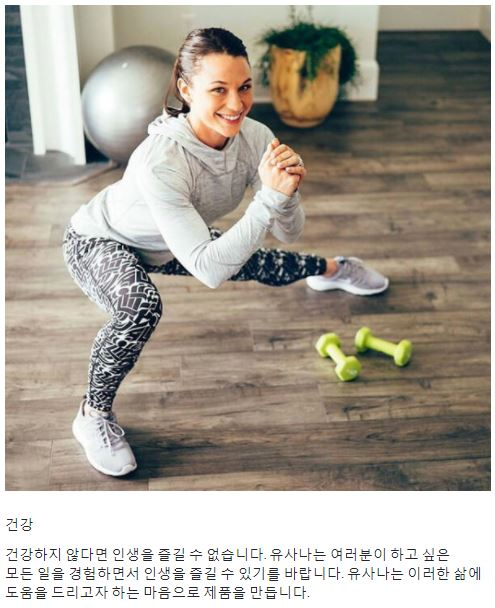 건강
건강하지 않다면 인생을 즐길 수 없습니다. 유사나는 여러분이 하고 싶은
모든 일을 경험하면서 인생을 즐길 수 있기를 바랍니다. 유사나는 이러한 삶에
도움을 드리고자 하는 마음으로 제품을 만듭니다.